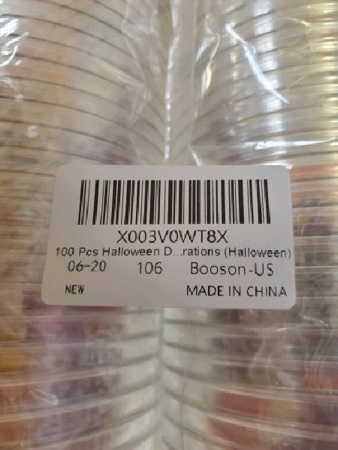 X003V0WT8X
100 Pcs Halloween D...rations (Halloween)
06-20 106 Booson-US
NEW MADE IN CHINA